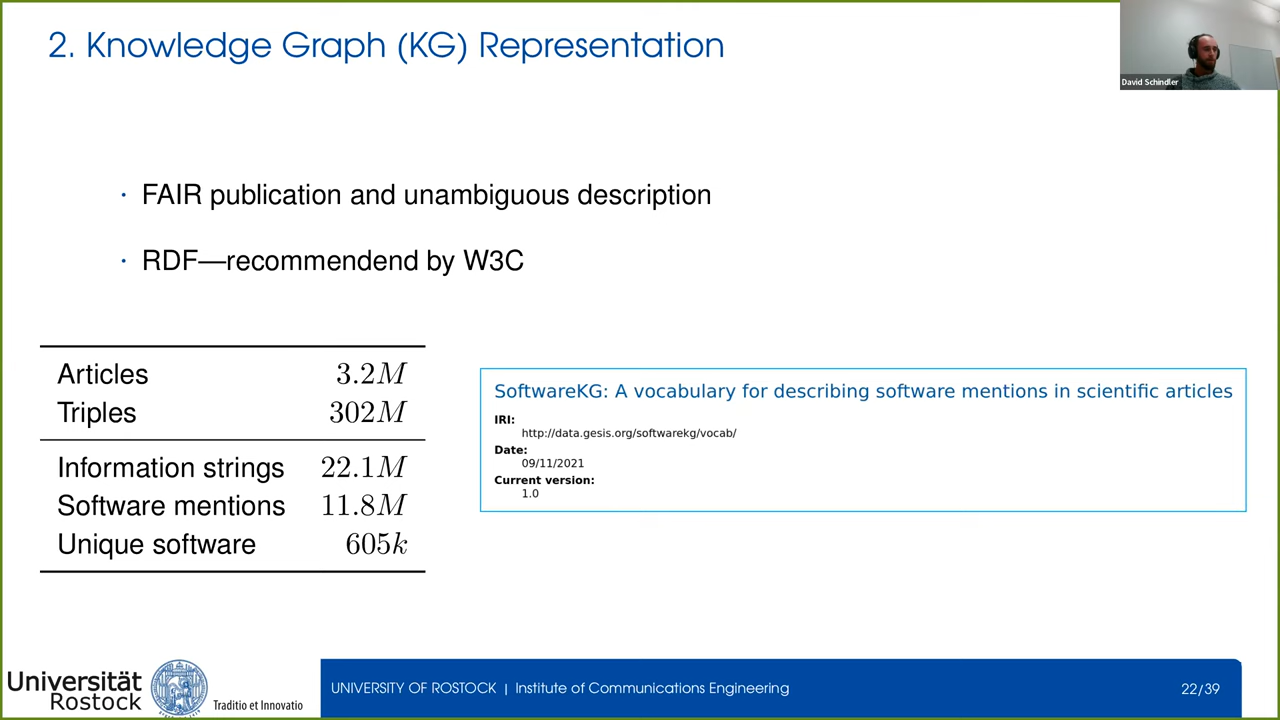 2. Knowledge Graph (KG) Representation
David Schindler
· FAIR publication and unambiguous description
· RDF—recommendend by W3C
Articles 3.2M
Triples 302M
Information strings 22.1M
Software mentions 11.8M
Unique software 605k
SoftwareKG: A vocabulary for describing software mentions in scientific articles
IRI:
http://data.gesis.org/softwarekg/vocab/
Date:
09/11/2021
Current version:
1.0
Universität
Rostock
Traditio et Innovatio
UNIVERSITY OF ROSTOCK | Institute of Communications Engineering
22/39